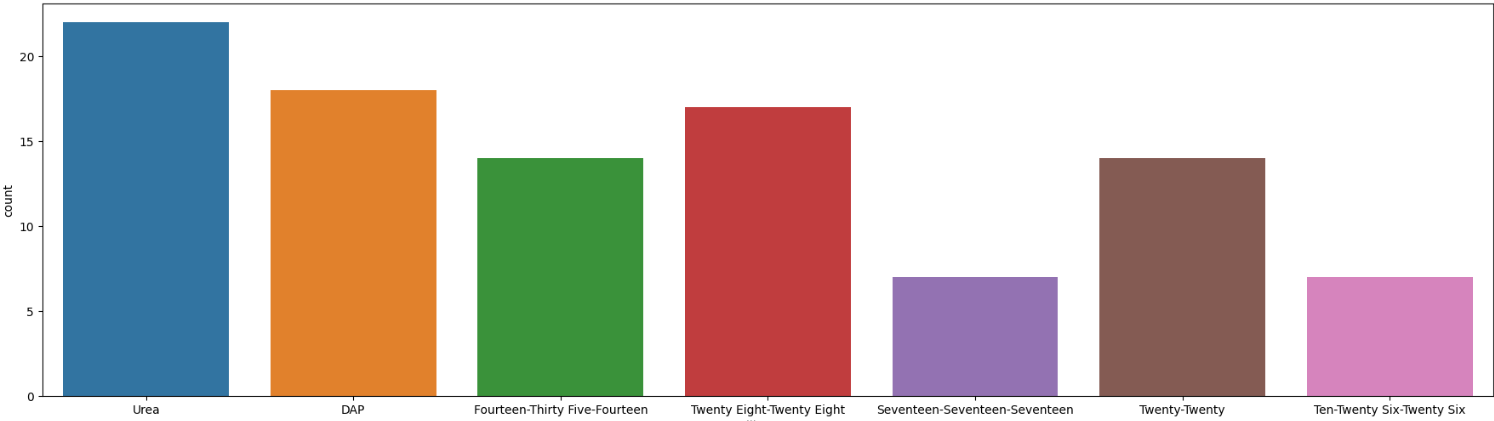 20
15
10
5
0
count
Urea DAP Fourteen-Thirty Five-Fourteen Twenty Eight-Twenty Eight Seventeen-Seventeen-Seventeen Twenty-Twenty Ten-Twenty Six-Twenty Six